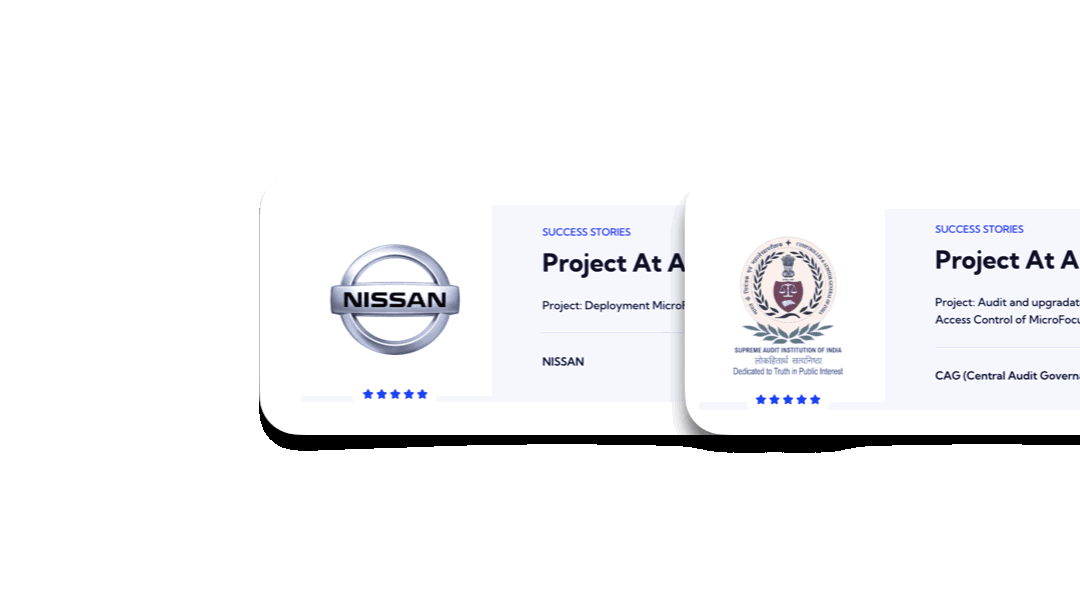 SUCCESS STORIES
Project At A
Project: Deployment MicroF
NISSAN
NISSAN
SUCCESS STORIES
Project At A
Project: Audit and upgradat
Access Control of MicroFocu
SUPREME AUDIT INSTITUTION OF INDIA
लोकहितार्थ सत्यनिष्ठा
Dedicated to Truth in Public Interest
CAG (Central Audit Governa